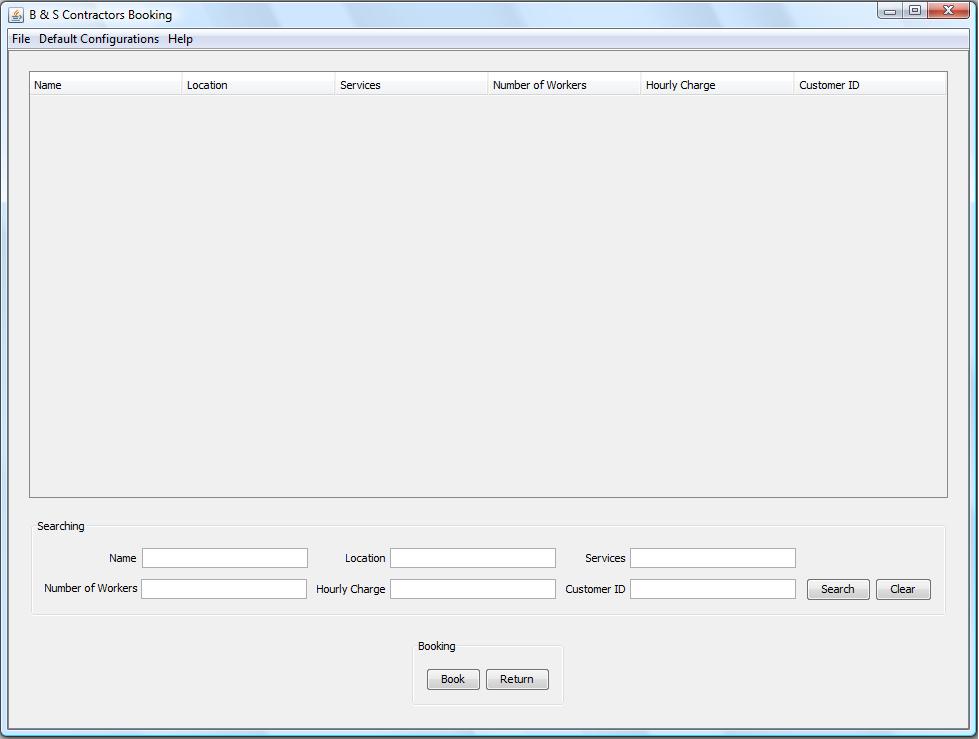 B & S Contractors Booking
File Default Configurations Help
Name Location Services Number of Workers Hourly Charge Customer ID
Searching
Name Location Services
Number of Workers Hourly Charge Customer ID Search Clear
Booking
Book Return